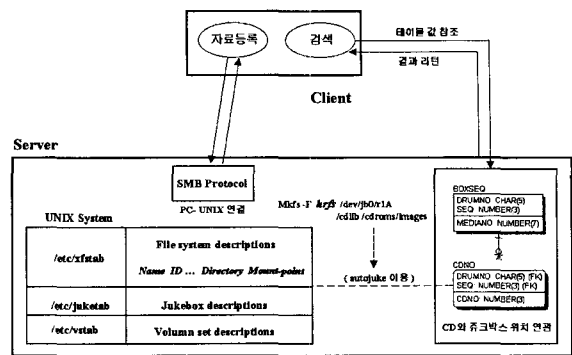 자료등록
검색
테이블 값 참조
결과 리턴
Client
Server
SMB Protocol
PC- UNIX 연결
UNIX System
/etc/xfstab
File system descriptions
Name ID ... Directory Mount-point
/etc/juketab
Jukebox descriptions
/etc/vstab
Volumn set descriptions
Mkfs -F hrfs /dev/jb0/r1A
/cdlib/cdroms/images
( autojuke 이용 )
BOXSEQ
DRUMNO CHAR(5)
SEQ NUMBER(3)
MEDIANO NUMBER(7)
CDNO
DRUMNO CHAR(5) (FK)
SEQ NUMBER(3) (FK)
CDNO NUMBER(3)
CD와 쥬크박스 위치 연관